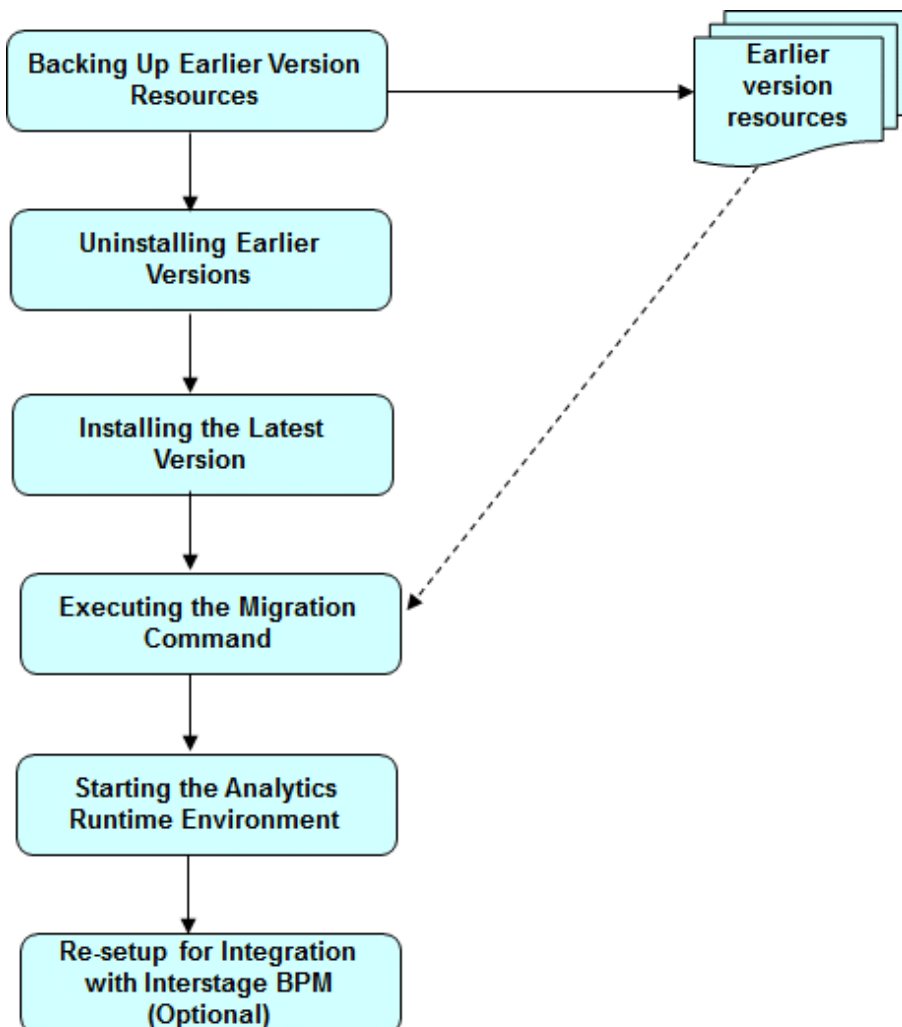 Backing Up Earlier Version
Resources
Earlier
version
resources
Uninstalling Earlier
Versions
Installing the Latest
Version
Executing the Migration
Command
Starting the Analytics
Runtime Environment
Re-setup for Integration
with Interstage BPM
(Optional)